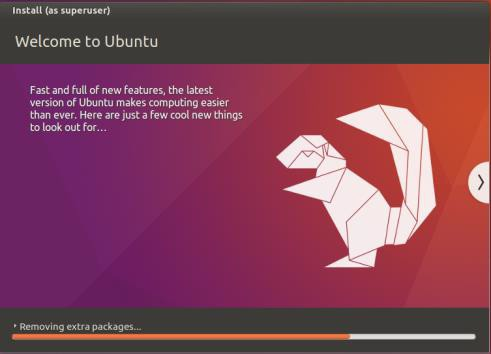 Install (as superuser)
Welcome to Ubuntu
Fast and full of new features, the latest
version of Ubuntu makes computing easier
than ever. Here are just a few cool new things
to look out for...
Removing extra packages...